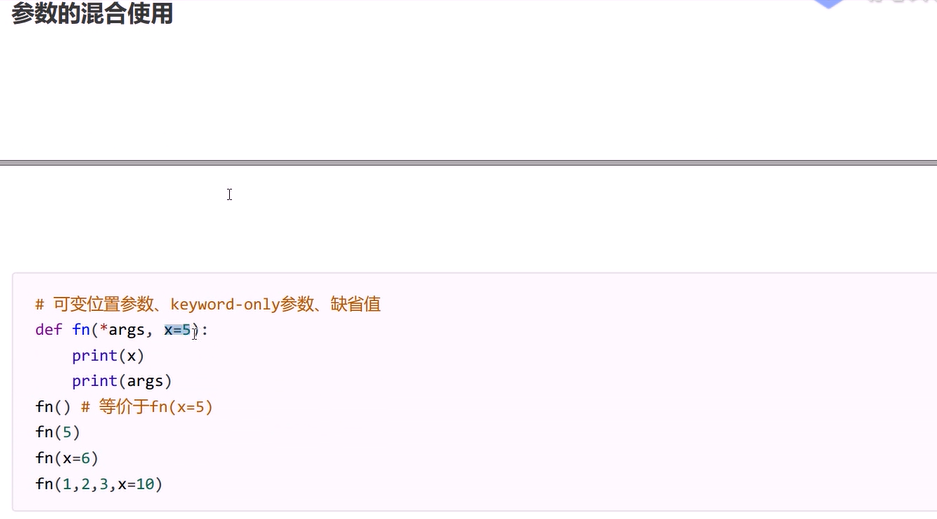 参数的混合使用
# 可变位置参数、keyword-only参数、缺省值
def fn(*args, x=5):
    print(x)
    print(args)
fn() # 等价于fn(x=5)
fn(5)
fn(x=6)
fn(1,2,3,x=10)